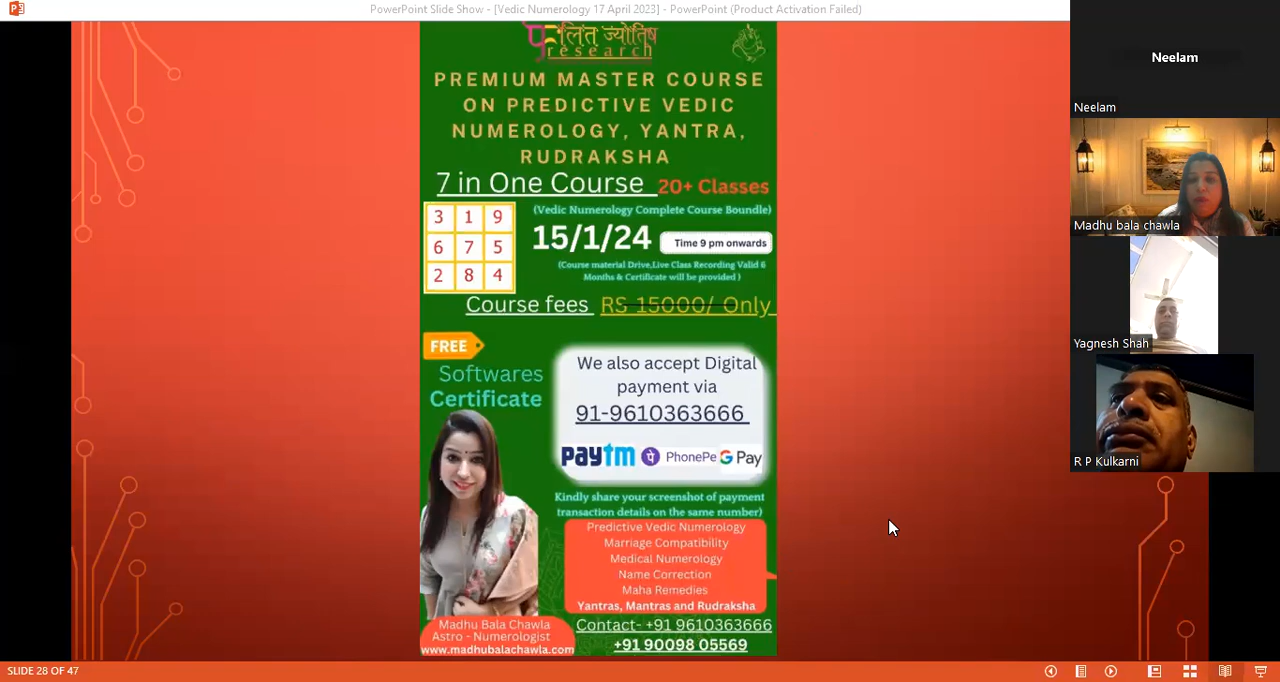 PowerPoint Slide Show - [Vedic Numerology 17 April 2023] - PowerPoint (Product Activation Failed)
फलित ज्योतिष
research
PREMIUM MASTER COURSE
ON PREDICTIVE VEDIC
NUMEROLOGY, YANTRA,
RUDRAKSHA
7 in One Course 20+ Classes
3 1 9
6 7 5
2 8 4
(Vedic Numerology Complete Course Boundle)
15/1/24 Time 9 pm onwards
(Course material Drive,Live Class Recording Valid 6
Months & Certificate will be provided )
Course fees RS 15000/ Only
FREE
Softwares
Certificate
We also accept Digital
payment via
91-9610363666
Paytm PhonePe G Pay
Kindly share your screenshot of payment
transaction details on the same number)
Predictive Vedic Numerology
Marriage Compatibility
Medical Numerology
Name Correction
Maha Remedies
Yantras, Mantras and Rudraksha
Madhu Bala Chawla
Astro - Numerologist
www.madhubalachawla.com
Contact- +91 9610363666
+91 90098 05569
Neelam
Neelam
Madhu bala chawla
Yagnesh Shah
R P Kulkarni
SLIDE 28 OF 47